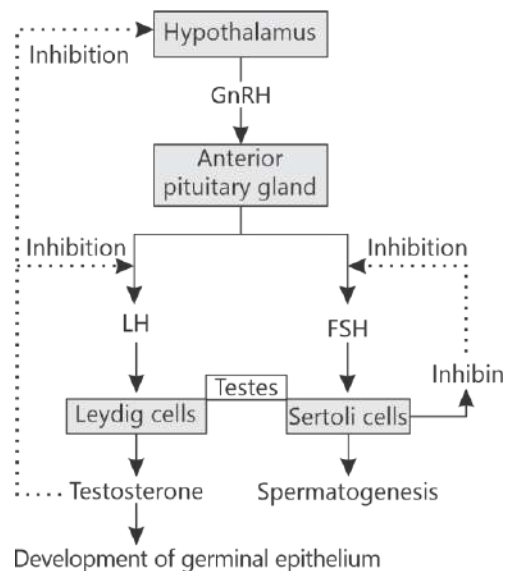 Hypothalamus
Inhibition
GnRH
Anterior
pituitary gland
Inhibition
Inhibition
LH
FSH
Inhibin
Testes
Leydig cells
Sertoli cells
Testosterone
Spermatogenesis
Development of germinal epithelium